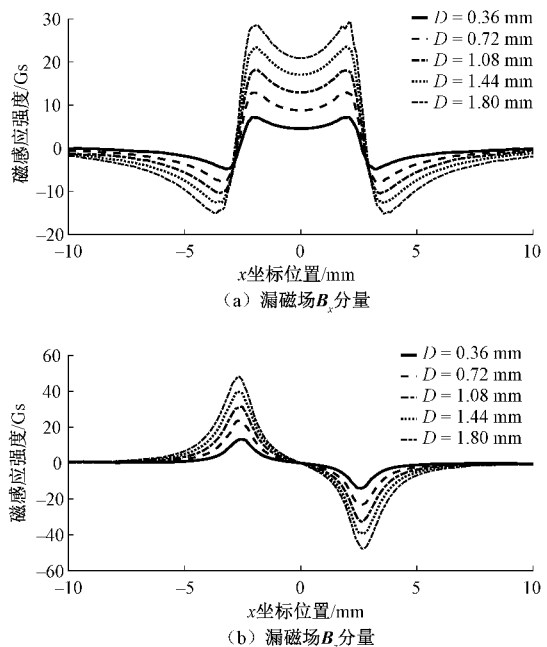 30
20
10
0
−10
−20
磁感应强度/Gs
D = 0.36 mm
D = 0.72 mm
D = 1.08 mm
D = 1.44 mm
D = 1.80 mm
−10 −5 0 5 10
x坐标位置/mm
（a）漏磁场Bx分量
60
40
20
0
−20
−40
−60
磁感应强度/Gs
D = 0.36 mm
D = 0.72 mm
D = 1.08 mm
D = 1.44 mm
D = 1.80 mm
−10 −5 0 5 10
x坐标位置/mm
（b）漏磁场B 分量